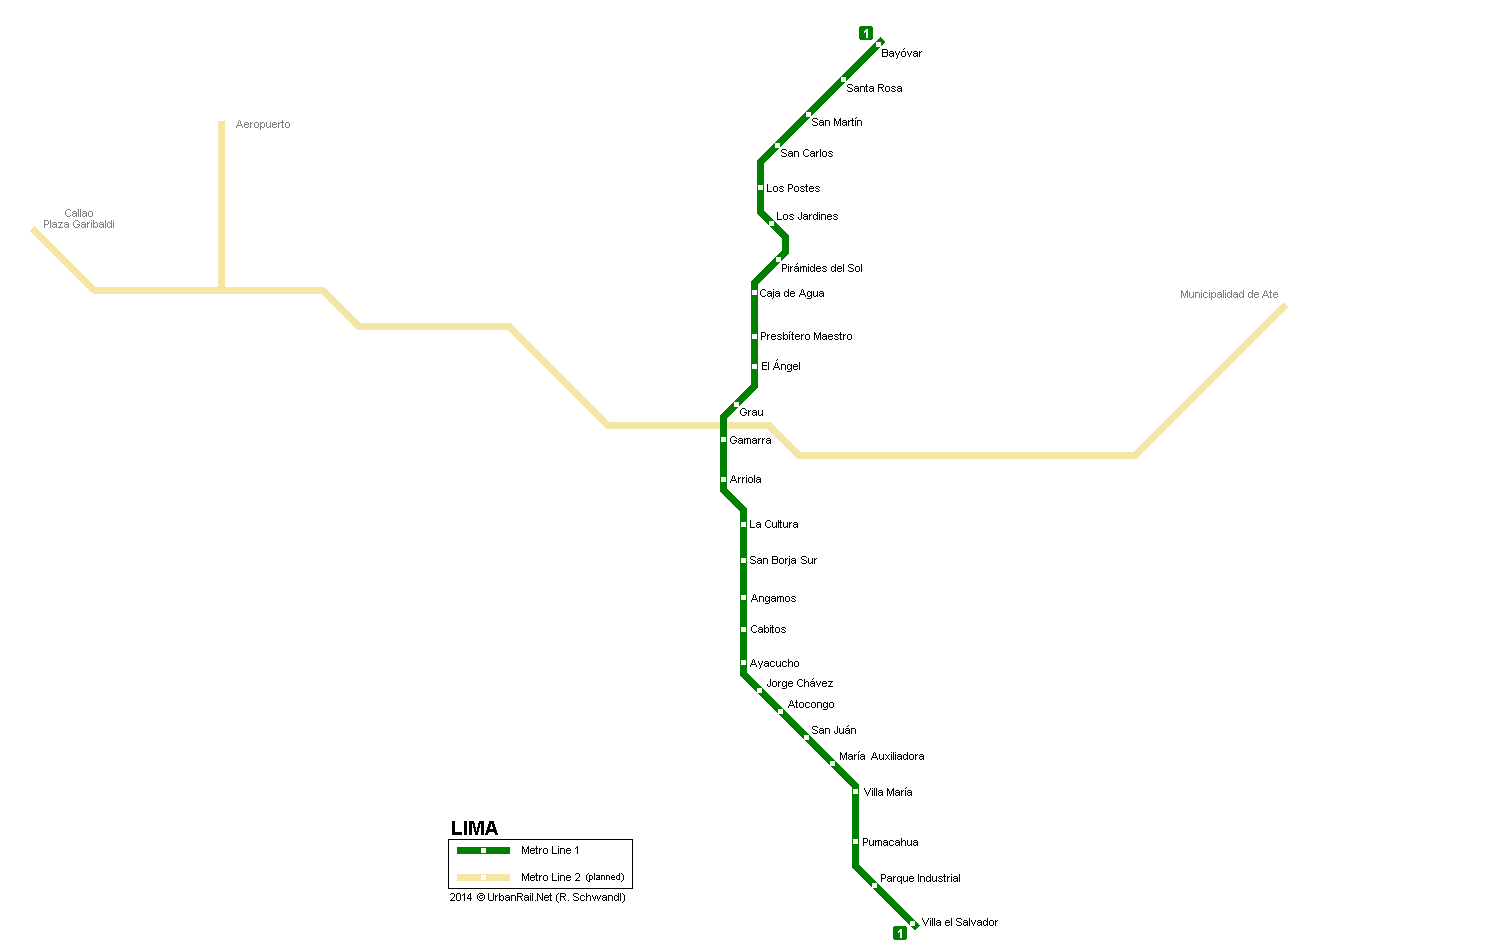 1
Bayóvar
Santa Rosa
San Martín
Aeropuerto
San Carlos
Los Postes
Callao
Plaza Garibaldi
Los Jardines
Pirámides del Sol
Caja de Agua
Municipalidad de Ate
Presbítero Maestro
El Ángel
Grau
Gamarra
Arriola
La Cultura
San Borja Sur
Angamos
Cabitos
Ayacucho
Jorge Chávez
Atocongo
San Juán
María Auxiliadora
Villa María
Pumacahua
Parque Industrial
Villa el Salvador
1
LIMA
Metro Line 1
Metro Line 2 (planned)
2014 © UrbanRail.Net (R. Schwandl)